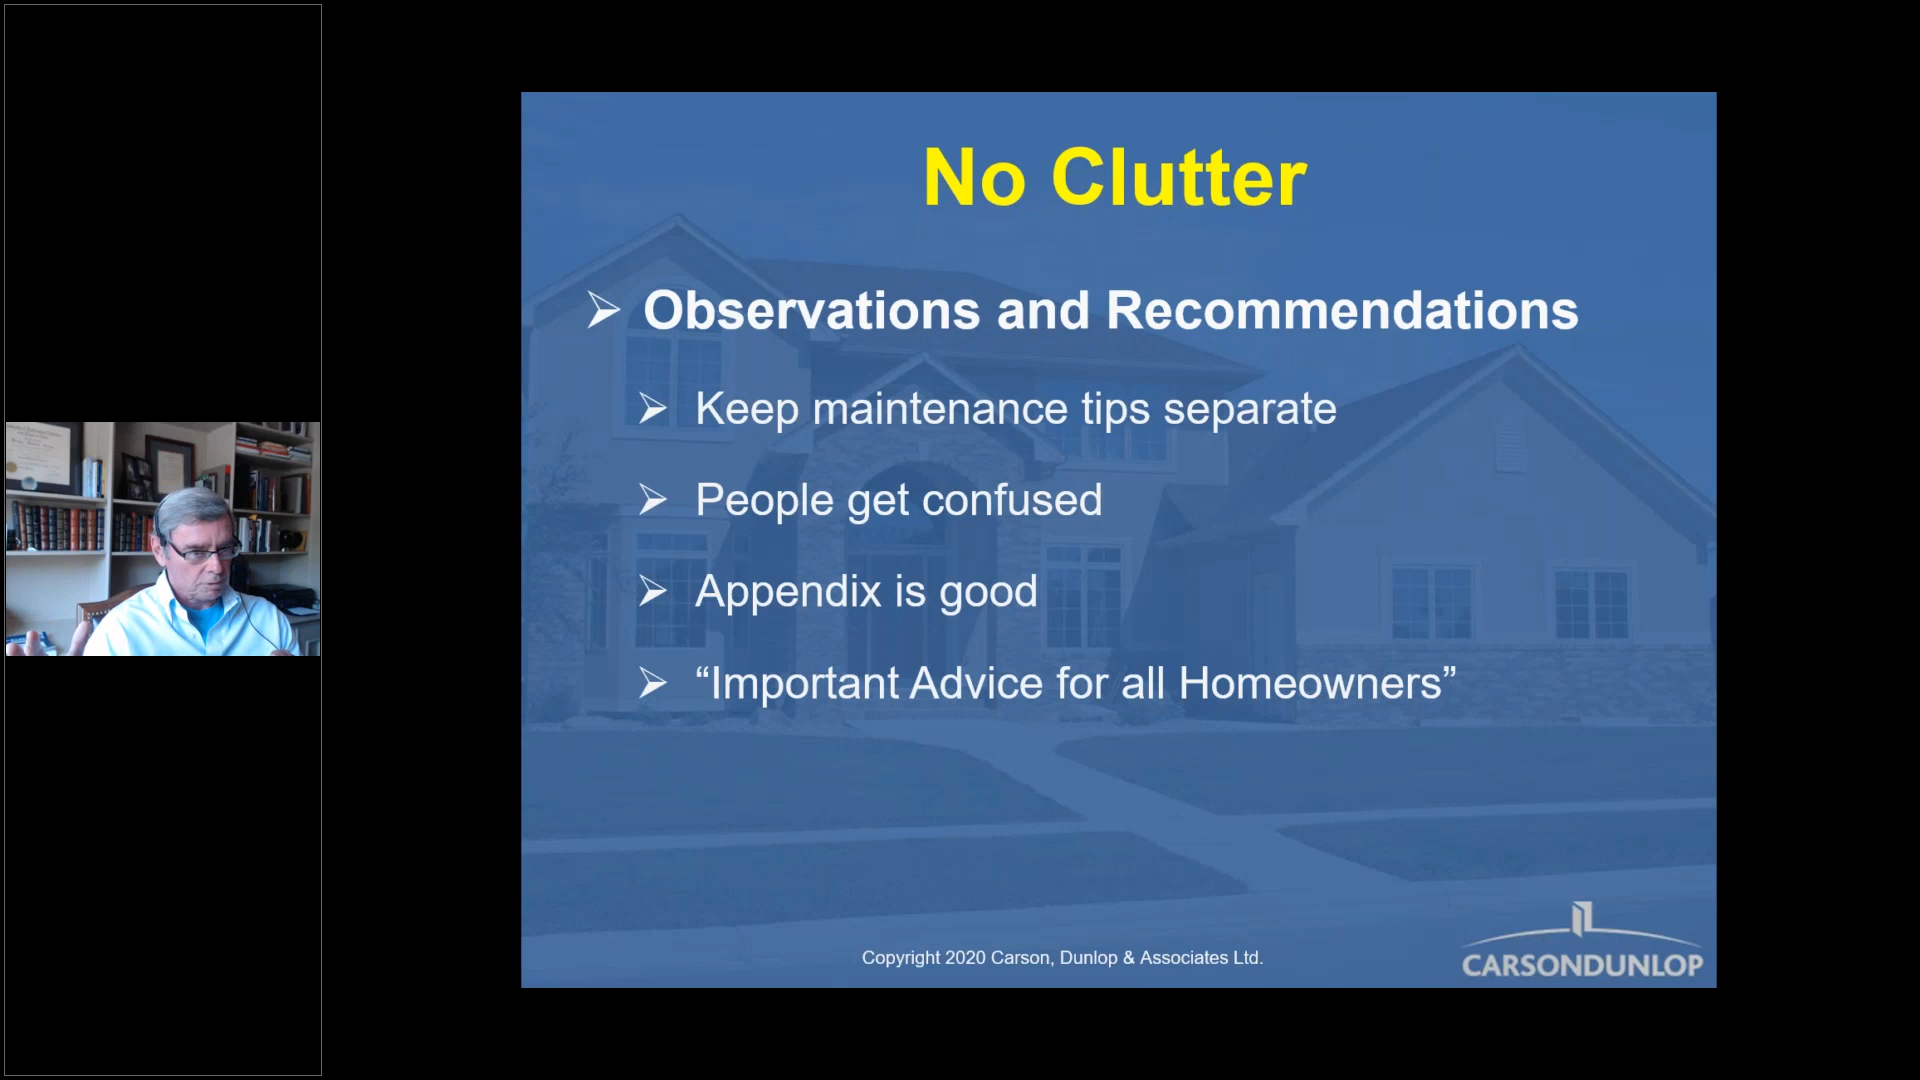 No Clutter
➢ Observations and Recommendations
➢ Keep maintenance tips separate
➢ People get confused
➢ Appendix is good
➢ “Important Advice for all Homeowners”
Copyright 2020 Carson, Dunlop & Associates Ltd.
CARSONDUNLOP